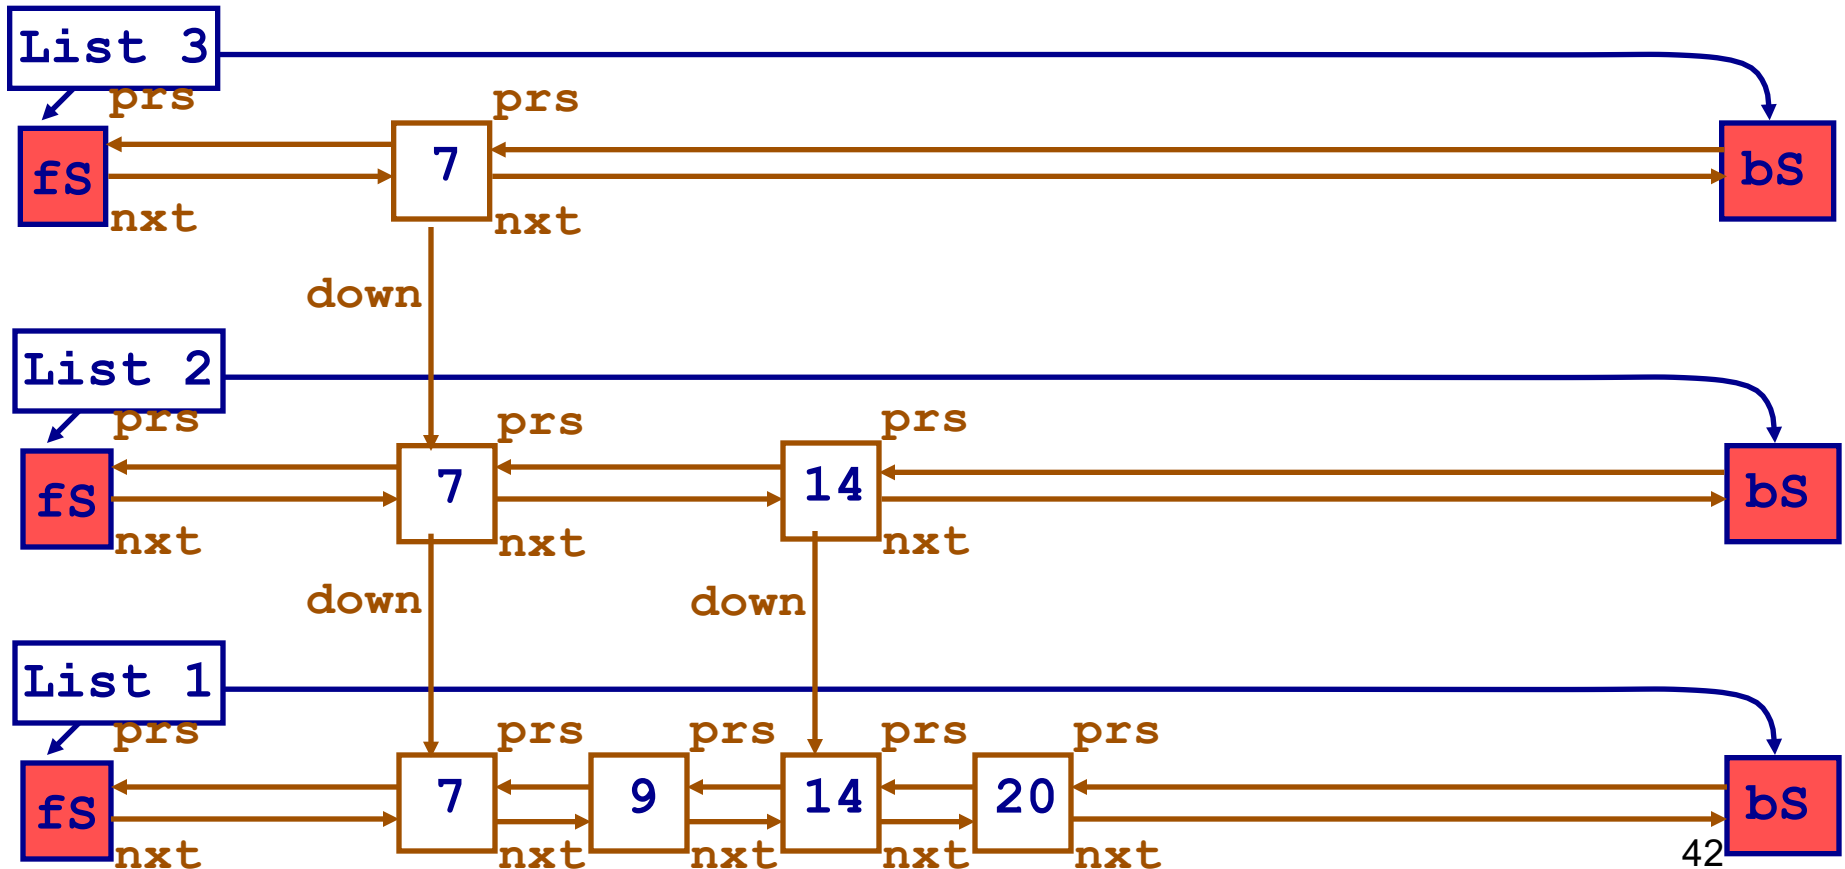 List 3
prs prs
fS 7 bS
nxt nxt
down
List 2
prs prs prs
fS 7 14 bS
nxt nxt nxt
down down
List 1
prs prs prs prs prs
fS 7 9 14 20 bS
nxt nxt nxt nxt nxt
42